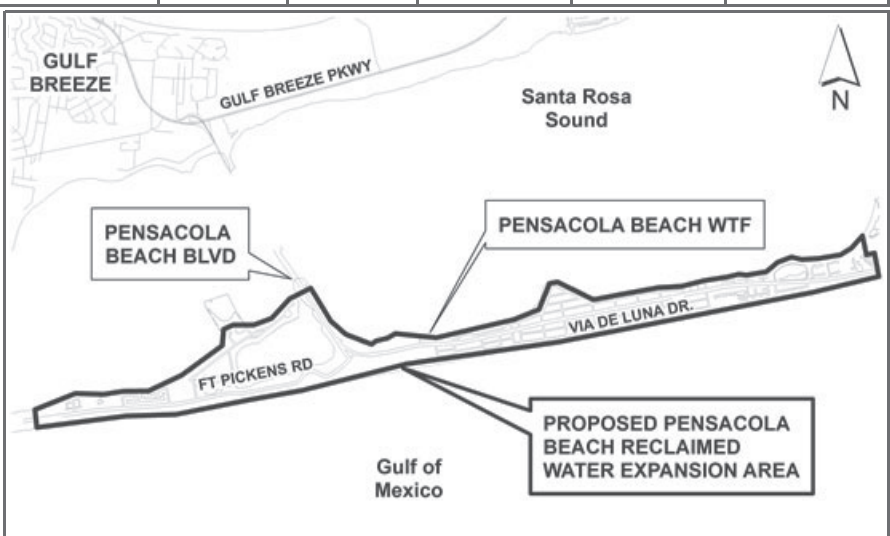 GULF
BREEZE
GULF BREEZE PKWY
Santa Rosa
Sound
N
PENSACOLA
BEACH BLVD
PENSACOLA BEACH WTF
VIA DE LUNA DR.
FT PICKENS RD
PROPOSED PENSACOLA
BEACH RECLAIMED
WATER EXPANSION AREA
Gulf of
Mexico